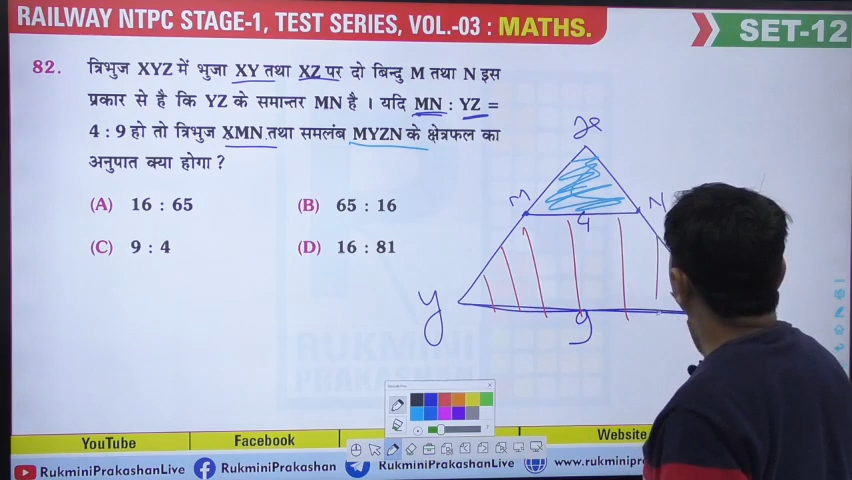 RAILWAY NTPC STAGE-1, TEST SERIES, VOL.-03 : MATHS.
SET-12
82. त्रिभुज XYZ में भुजा XY तथा XZ पर दो बिन्दु M तथा N इस
प्रकार से है कि YZ के समान्तर MN है । यदि MN : YZ =
4 : 9 हो तो त्रिभुज XMN तथा समलंब MYZN के क्षेत्रफल का
अनुपात क्या होगा ?
(A) 16 : 65
(B) 65 : 16
(C) 9 : 4
(D) 16 : 81
x
M
N
4
y
9
RUKMINI
PRAKASHAN
YouTube
Facebook
Website
RukminiPrakashanLive
RukminiPrakashan
RukminiPrakashanLive
www.rukminipr